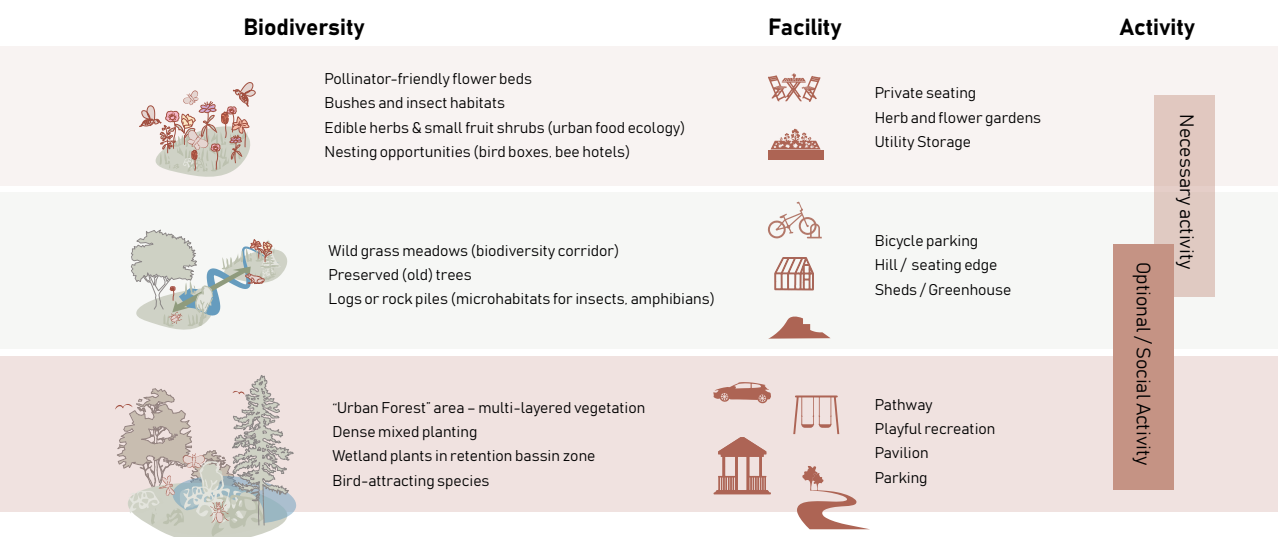 Biodiversity
Facility
Activity
Pollinator-friendly flower beds
Bushes and insect habitats
Edible herbs & small fruit shrubs (urban food ecology)
Nesting opportunities (bird boxes, bee hotels)
Private seating
Herb and flower gardens
Utility Storage
Necessary activity
Wild grass meadows (biodiversity corridor)
Preserved (old) trees
Logs or rock piles (microhabitats for insects, amphibians)
Bicycle parking
Hill / seating edge
Sheds / Greenhouse
Optional / Social Activity
“Urban Forest” area – multi-layered vegetation
Dense mixed planting
Wetland plants in retention bassin zone
Bird-attracting species
Pathway
Playful recreation
Pavilion
Parking